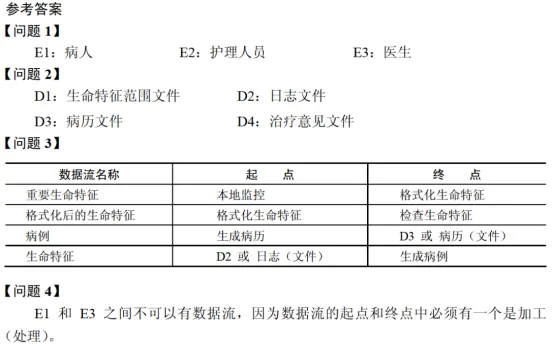 参考答案
【问题 1】
E1：病人 E2：护理人员 E3：医生
【问题 2】
D1：生命特征范围文件 D2：日志文件
D3：病历文件 D4：治疗意见文件
【问题 3】
数据流名称 起 点 终 点
重要生命特征 本地监控 格式化生命特征
格式化后的生命特征 格式化生命特征 检查生命特征
病例 生成病历 D3 或 病历（文件）
生命特征 D2 或 日志（文件） 生成病例
【问题 4】
E1 和 E3 之间不可以有数据流，因为数据流的起点和终点中必须有一个是加工
（处理）。